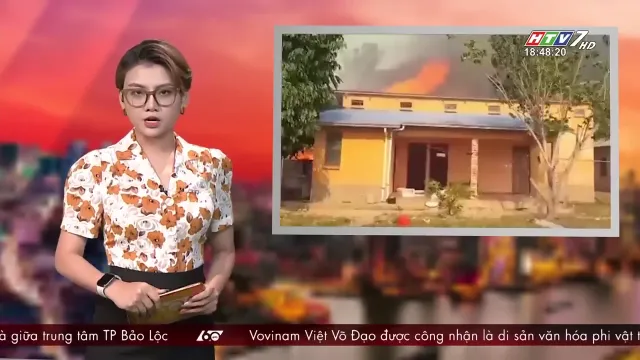 HTV7 HD
18:48:20
à giữa trung tâm TP Bảo Lộc
60
Vovinam Việt Võ Đạo được công nhận là di sản văn hóa phi vật t